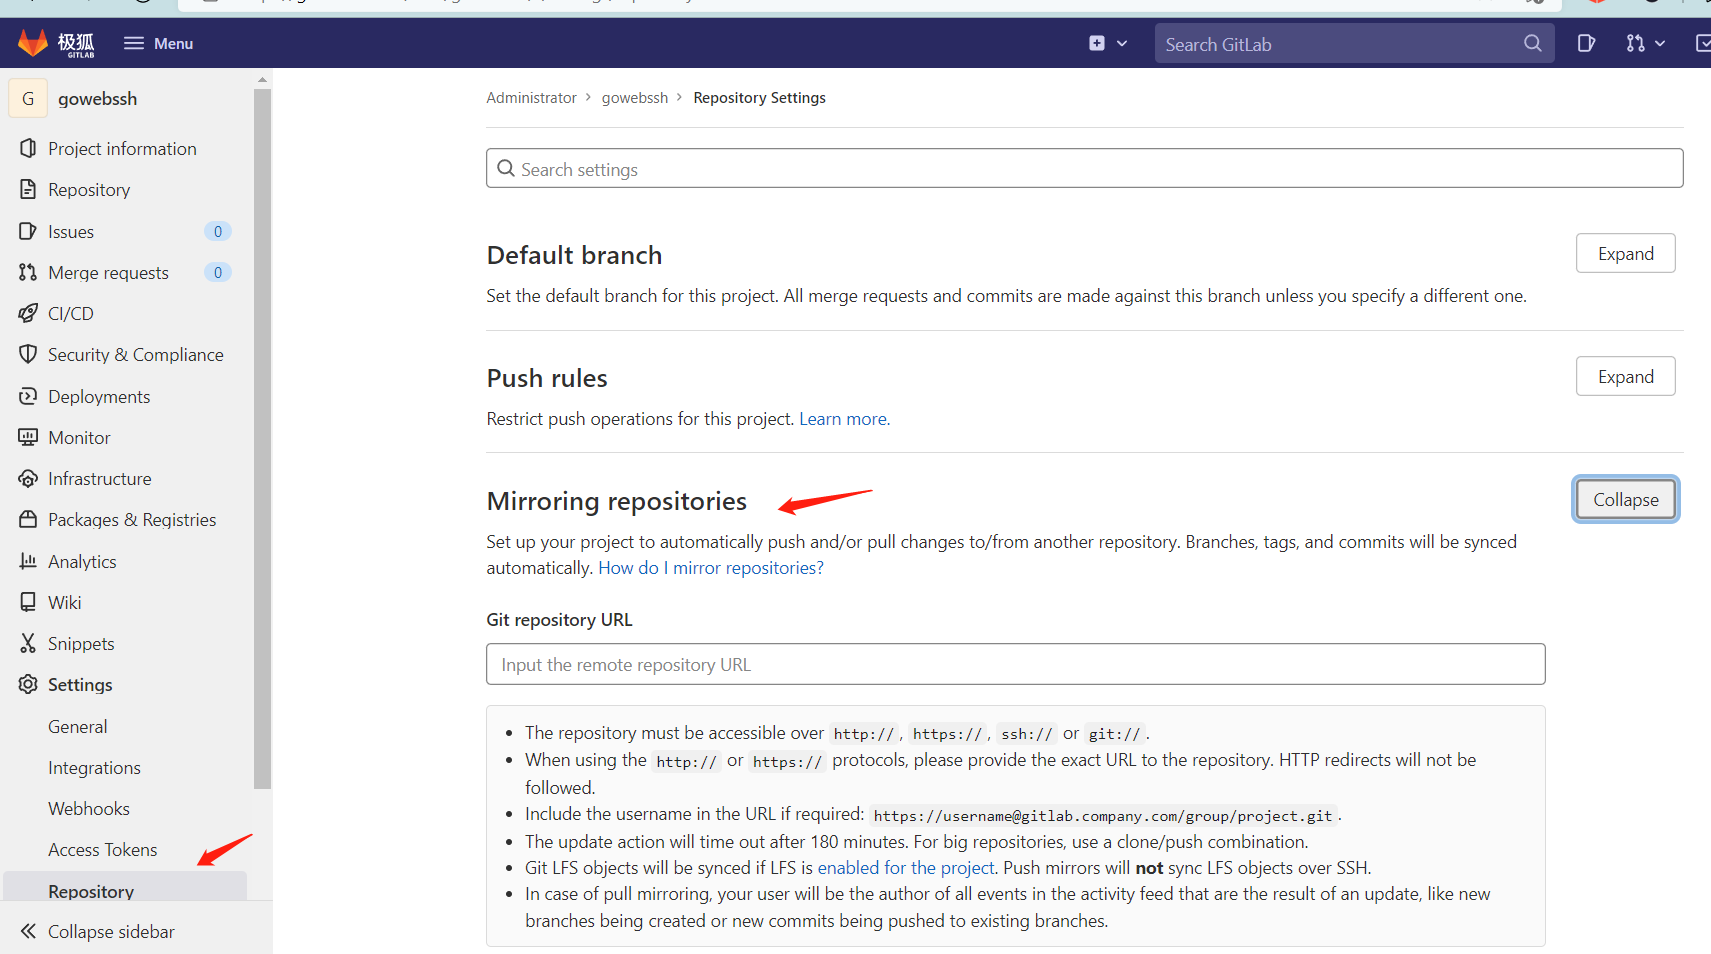 极狐
GITLAB
Menu
Search GitLab
G
gowebssh
Project information
Repository
Issues 0
Merge requests 0
CI/CD
Security & Compliance
Deployments
Monitor
Infrastructure
Packages & Registries
Analytics
Wiki
Snippets
Settings
General
Integrations
Webhooks
Access Tokens
Repository
Collapse sidebar
Administrator › gowebssh › Repository Settings
Search settings
Default branch
Expand
Set the default branch for this project. All merge requests and commits are made against this branch unless you specify a different one.
Push rules
Expand
Restrict push operations for this project. Learn more.
Mirroring repositories
Collapse
Set up your project to automatically push and/or pull changes to/from another repository. Branches, tags, and commits will be synced
automatically. How do I mirror repositories?
Git repository URL
Input the remote repository URL
• The repository must be accessible over http://, https://, ssh:// or git://.
• When using the http:// or https:// protocols, please provide the exact URL to the repository. HTTP redirects will not be
followed.
• Include the username in the URL if required: https://username@gitlab.company.com/group/project.git.
• The update action will time out after 180 minutes. For big repositories, use a clone/push combination.
• Git LFS objects will be synced if LFS is enabled for the project. Push mirrors will not sync LFS objects over SSH.
• In case of pull mirroring, your user will be the author of all events in the activity feed that are the result of an update, like new
branches being created or new commits being pushed to existing branches.